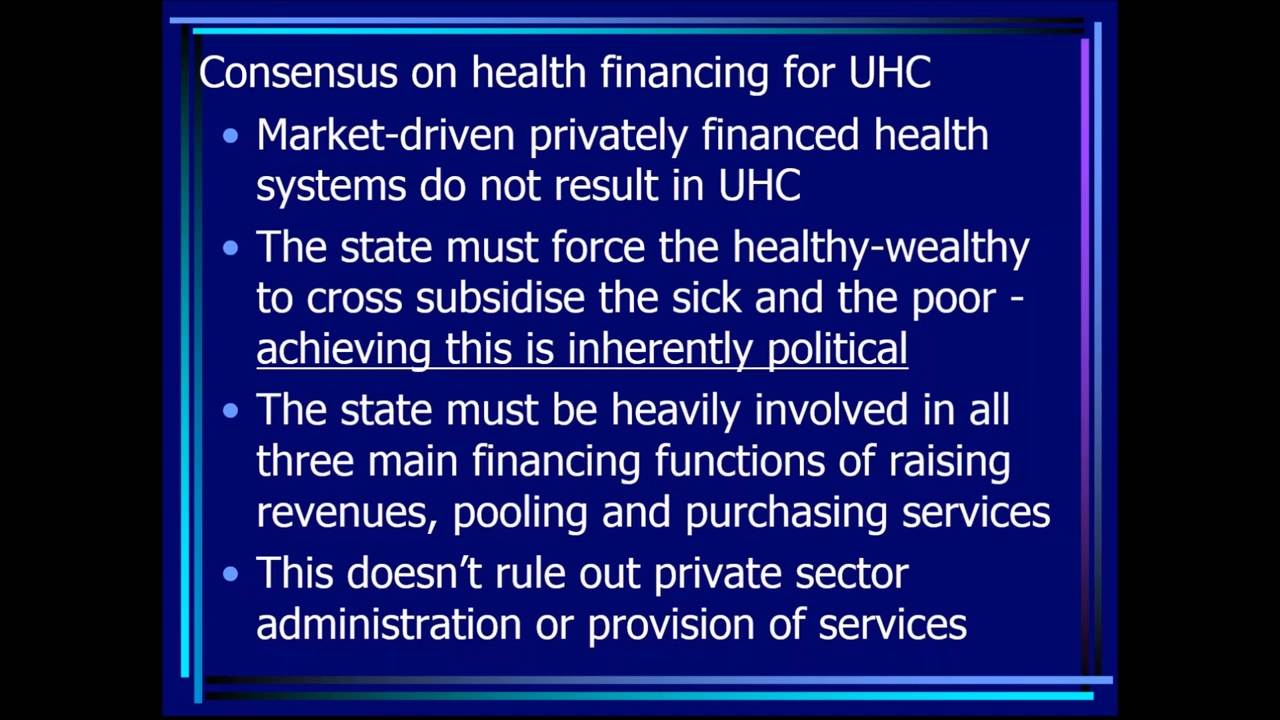 Consensus on health financing for UHC
• Market-driven privately financed health
systems do not result in UHC
• The state must force the healthy-wealthy
to cross subsidise the sick and the poor -
achieving this is inherently political
• The state must be heavily involved in all
three main financing functions of raising
revenues, pooling and purchasing services
• This doesn’t rule out private sector
administration or provision of services